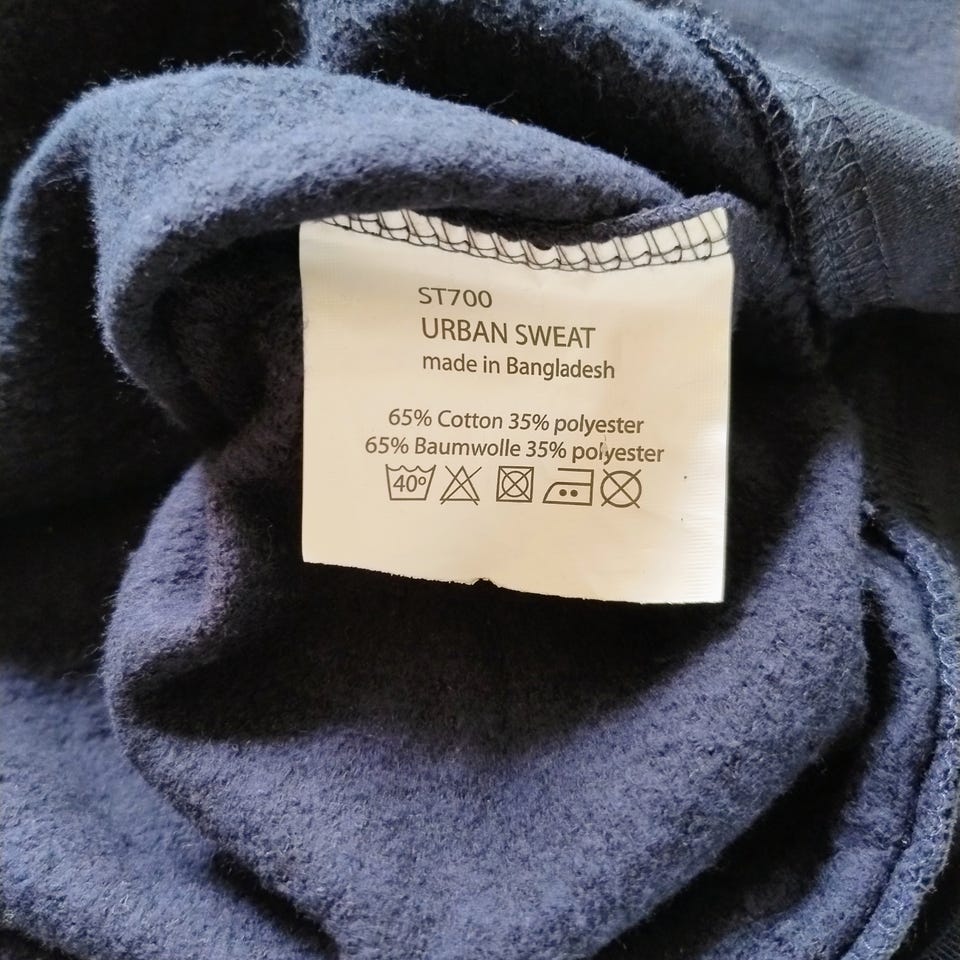 ST700
URBAN SWEAT
made in Bangladesh
65% Cotton 35% polyester
65% Baumwolle 35% polyester
40°